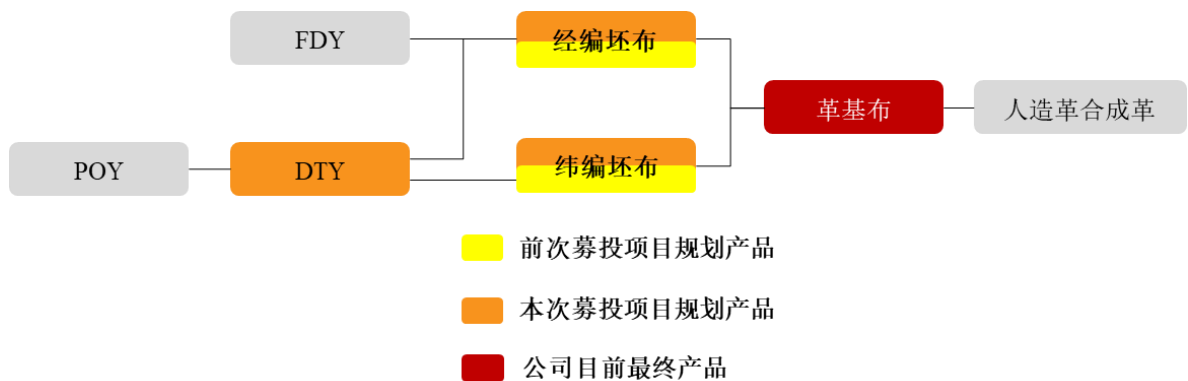 FDY
经编坯布
革基布
人造革合成革
POY
DTY
纬编坯布
前次募投项目规划产品
本次募投项目规划产品
公司目前最终产品